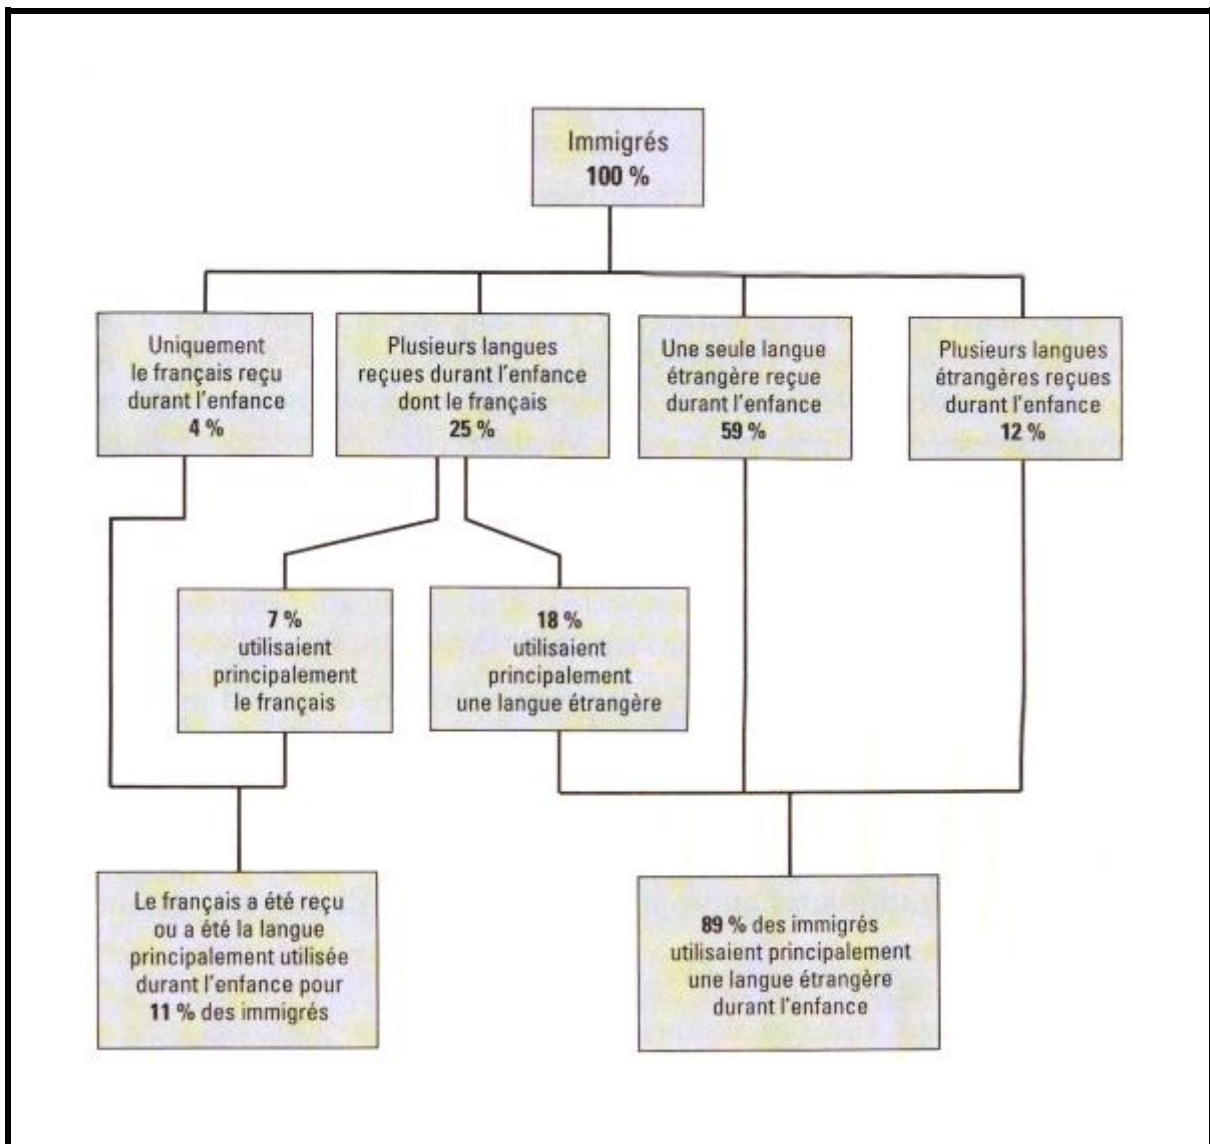 Immigrés
100 %
Uniquement
le français reçu
durant l'enfance
4 %
Plusieurs langues
reçues durant l'enfance
dont le français
25 %
Une seule langue
étrangère reçue
durant l'enfance
59 %
Plusieurs langues
étrangères reçues
durant l'enfance
12 %
7 %
utilisaient
principalement
le français
18 %
utilisaient
principalement
une langue étrangère
Le français a été reçu
ou a été la langue
principalement utilisée
durant l'enfance pour
11 % des immigrés
89 % des immigrés
utilisaient principalement
une langue étrangère
durant l'enfance